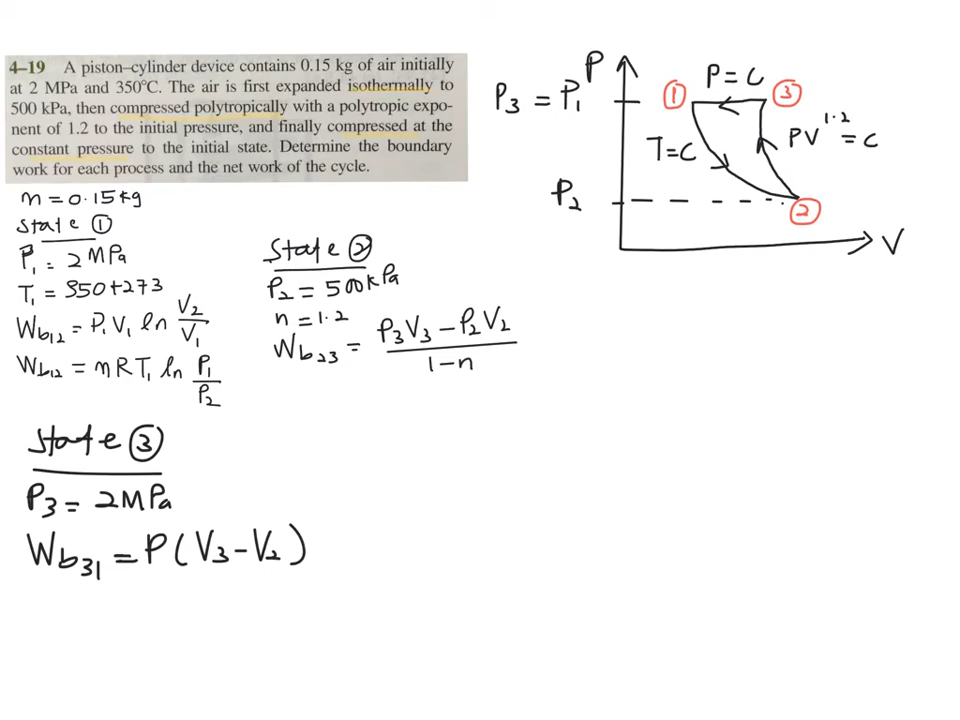 4–19 A piston–cylinder device contains 0.15 kg of air initially
at 2 MPa and 350°C. The air is first expanded isothermally to
500 kPa, then compressed polytropically with a polytropic expo-
nent of 1.2 to the initial pressure, and finally compressed at the
constant pressure to the initial state. Determine the boundary
work for each process and the net work of the cycle.
m = 0.15 kg
State ①
P₁ = 2 MPa
T₁ = 350+273
Wb₁₂ = P₁V₁ ln V₂/V₁
Wb₁₂ = mRT₁ ln P₁/P₂
State ②
P₂ = 500 kPa
n = 1.2
Wb₂₃ = P₃V₃ – P₂V₂ / 1–n
State ③
P₃ = 2MPa
Wb₃₁ = P(V₃–V₂)
P
P₃ = P₁
① P=C ③
T=C
PV^1.2 = C
P₂
②
V